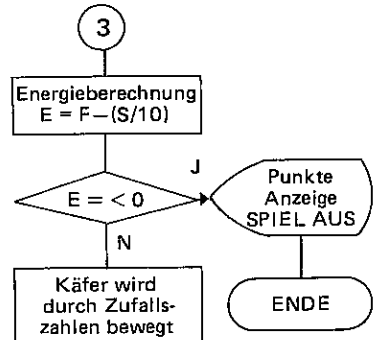 3
Energieberechnung
E = F—(S/10)
J
E = < 0
Punkte
Anzeige
SPIEL AUS
N
Käfer wird
durch Zufalls-
zahlen bewegt
ENDE